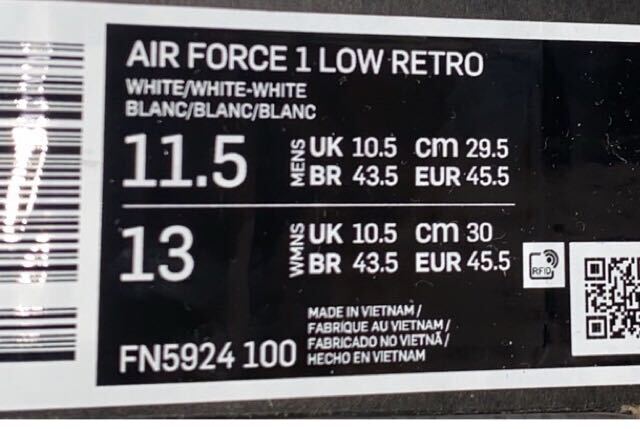 AIR FORCE 1 LOW RETRO
WHITE/WHITE-WHITE
BLANC/BLANC/BLANC
11.5 MENS UK 10.5 cm 29.5
BR 43.5 EUR 45.5
13 WMNS UK 10.5 cm 30
BR 43.5 EUR 45.5
RFID
FN5924 100
MADE IN VIETNAM /
FABRIQUÉ AU VIETNAM /
FABRICADO NO VIETNÃ /
HECHO EN VIETNAM